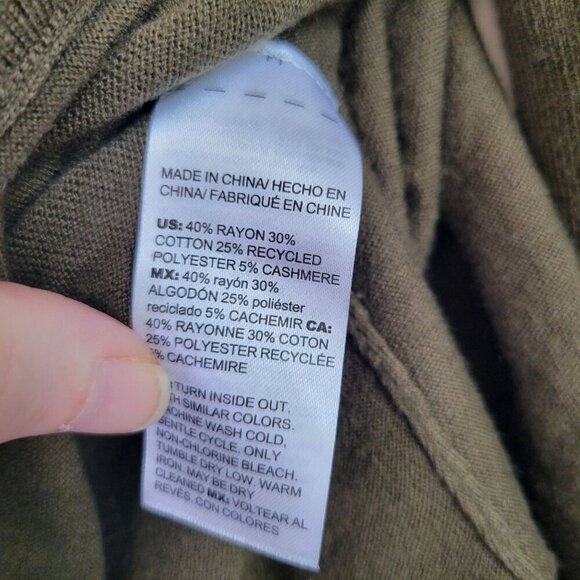 MADE IN CHINA/ HECHO EN
CHINA/ FABRIQUÉ EN CHINE
US: 40% RAYON 30%
COTTON 25% RECYCLED
POLYESTER 5% CASHMERE
MX: 40% rayón 30%
ALGODÓN 25% poliéster
reciclado 5% CACHEMIR CA:
40% RAYONNE 30% COTON
25% POLYESTER RECYCLÉE
% CACHEMIRE
TURN INSIDE OUT.
SIMILAR COLORS.
WASH COLD,
GENTLE CYCLE. ONLY
NON-CHLORINE BLEACH.
TUMBLE DRY LOW. WARM
IRON. MAY BE DRY
CLEANED MX: VOLTEAR AL
REVÉS. CON COLORES